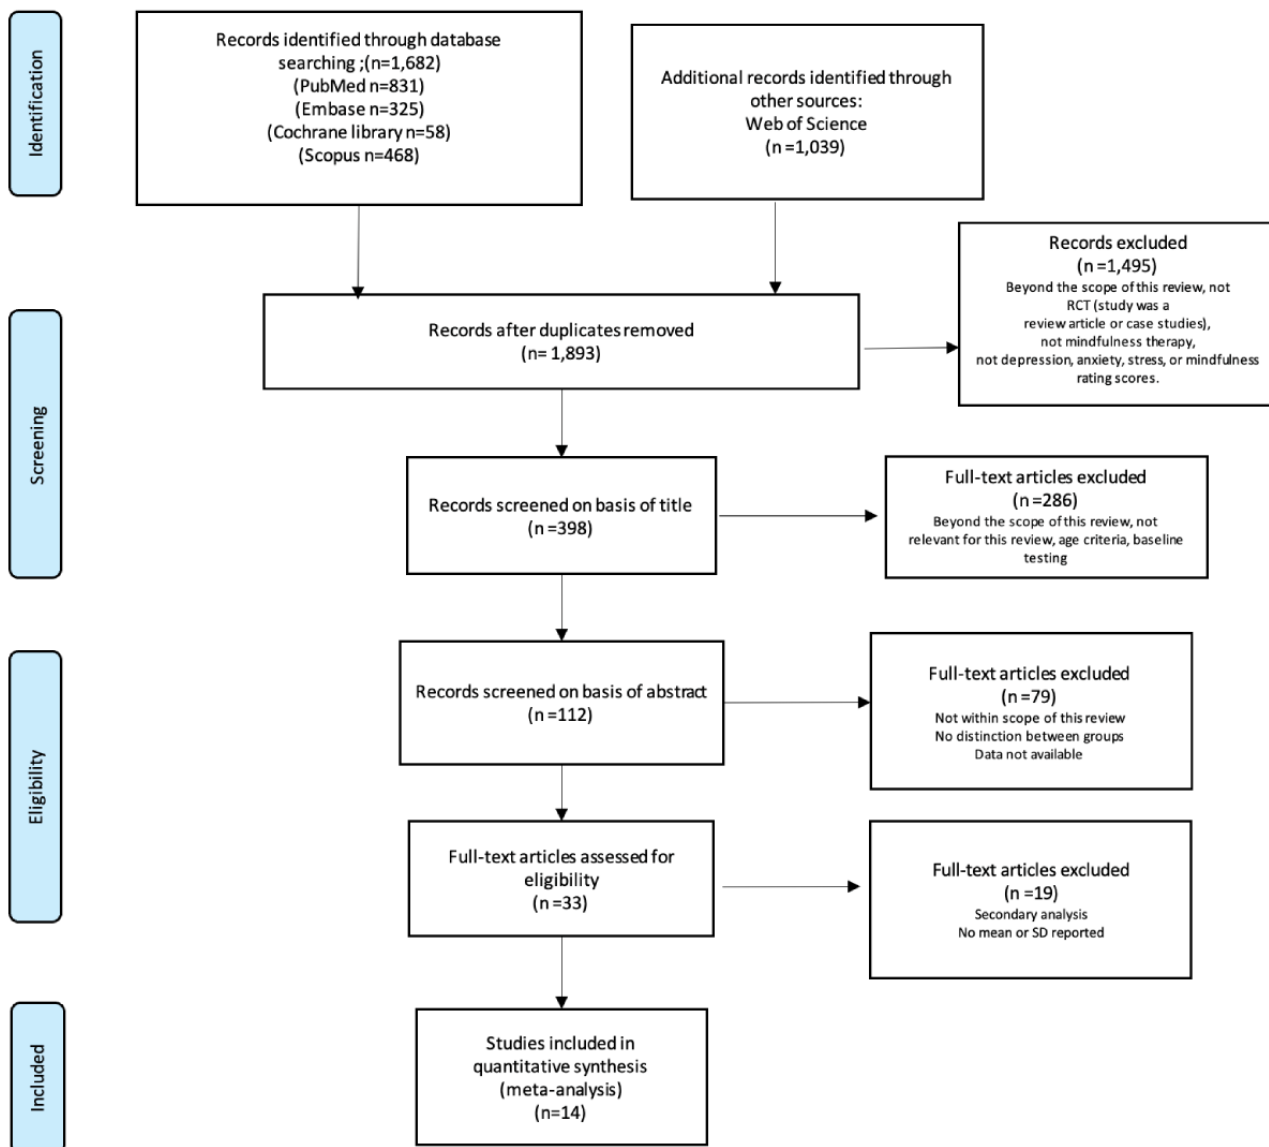 Identification
Records identified through database
searching ;(n=1,682)
(PubMed n=831)
(Embase n=325)
(Cochrane library n=58)
(Scopus n=468)
Additional records identified through
other sources:
Web of Science
(n =1,039)
Records excluded
(n =1,495)
Beyond the scope of this review, not
RCT (study was a
review article or case studies),
not mindfulness therapy,
not depression, anxiety, stress, or mindfulness
rating scores.
Screening
Records after duplicates removed
(n= 1,893)
Records screened on basis of title
(n =398)
Full-text articles excluded
(n =286)
Beyond the scope of this review, not
relevant for this review, age criteria, baseline
testing
Eligibility
Records screened on basis of abstract
(n =112)
Full-text articles excluded
(n =79)
Not within scope of this review
No distinction between groups
Data not available
Full-text articles assessed for
eligibility
(n =33)
Full-text articles excluded
(n =19)
Secondary analysis
No mean or SD reported
Included
Studies included in
quantitative synthesis
(meta-analysis)
(n=14)